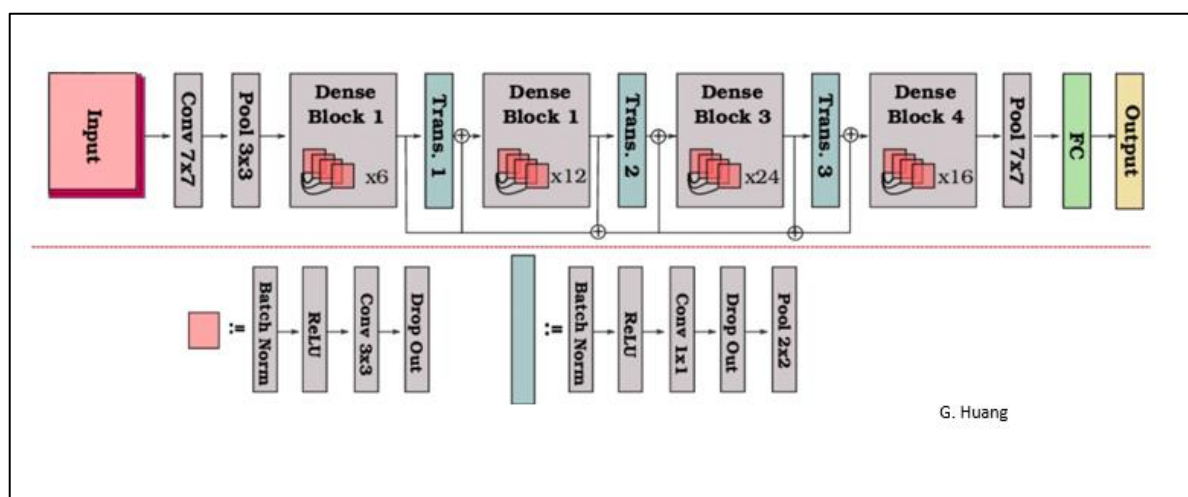 Input
Conv 7x7
Pool 3x3
Dense
Block 1
x6
Trans. 1
Dense
Block 1
x12
Trans. 2
Dense
Block 3
x24
Trans. 3
Dense
Block 4
x16
Pool 7x7
FC
Output
::=
Batch Norm
ReLU
Conv 3x3
Drop Out
::=
Batch Norm
ReLU
Conv 1x1
Drop Out
Pool 2x2
G. Huang